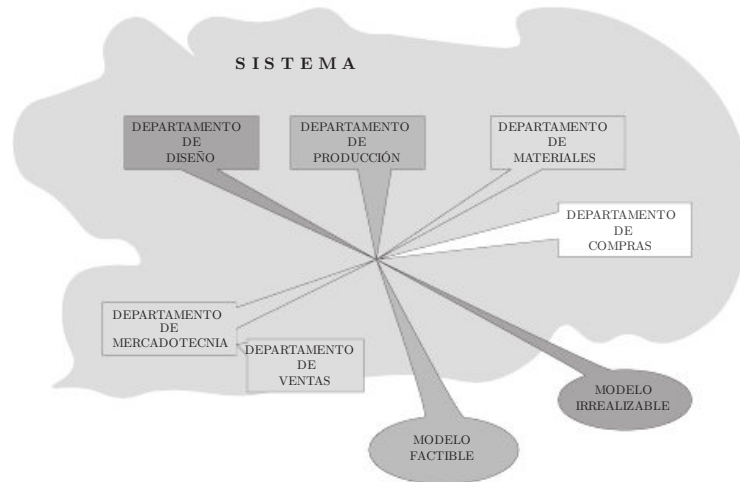 SISTEMA
DEPARTAMENTO
DE
DISEÑO
DEPARTAMENTO
DE
PRODUCCIÓN
DEPARTAMENTO
DE
MATERIALES
DEPARTAMENTO
DE
COMPRAS
DEPARTAMENTO
DE
MERCADOTECNIA
DEPARTAMENTO
DE
VENTAS
MODELO
IRREALIZABLE
MODELO
FACTIBLE